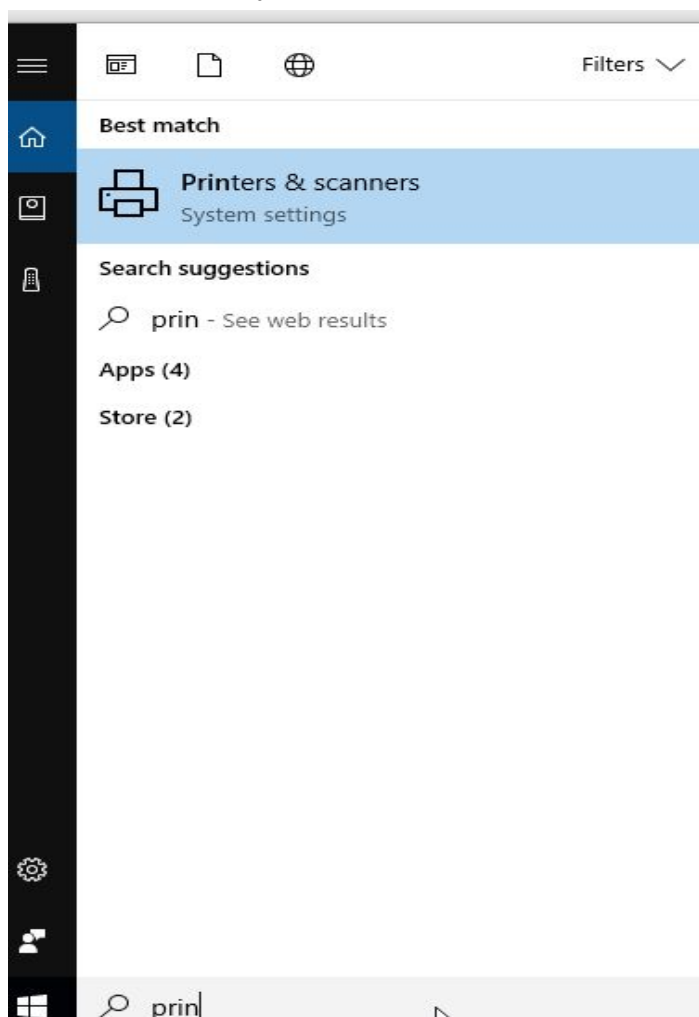 Filters
Best match
Printers & scanners
System settings
Search suggestions
prin - See web results
Apps (4)
Store (2)
prin